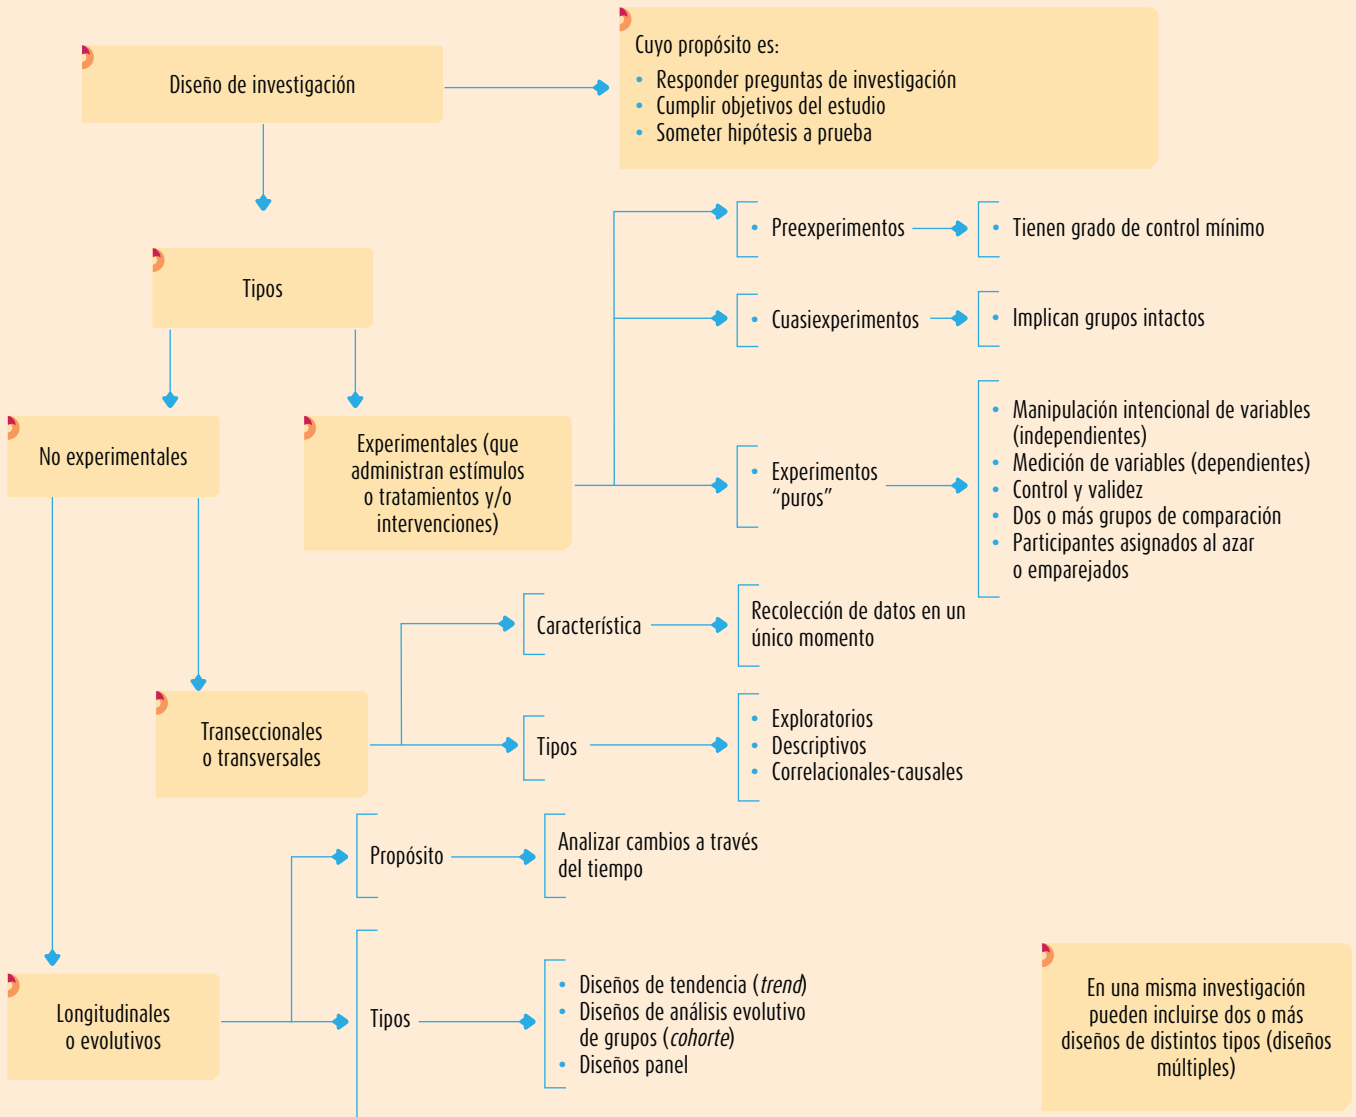 Diseño de investigación
Cuyo propósito es:
• Responder preguntas de investigación
• Cumplir objetivos del estudio
• Someter hipótesis a prueba
Tipos
• Preexperimentos
• Tienen grado de control mínimo
• Cuasiexperimentos
• Implican grupos intactos
No experimentales
Experimentales (que
administran estímulos
o tratamientos y/o
intervenciones)
• Experimentos
“puros”
• Manipulación intencional de variables
(independientes)
• Medición de variables (dependientes)
• Control y validez
• Dos o más grupos de comparación
• Participantes asignados al azar
o emparejados
Transeccionales
o transversales
Característica
Recolección de datos en un
único momento
Tipos
• Exploratorios
• Descriptivos
• Correlacionales-causales
Longitudinales
o evolutivos
Propósito
Analizar cambios a través
del tiempo
Tipos
• Diseños de tendencia (trend)
• Diseños de análisis evolutivo
de grupos (cohorte)
• Diseños panel
En una misma investigación
pueden incluirse dos o más
diseños de distintos tipos (diseños
múltiples)